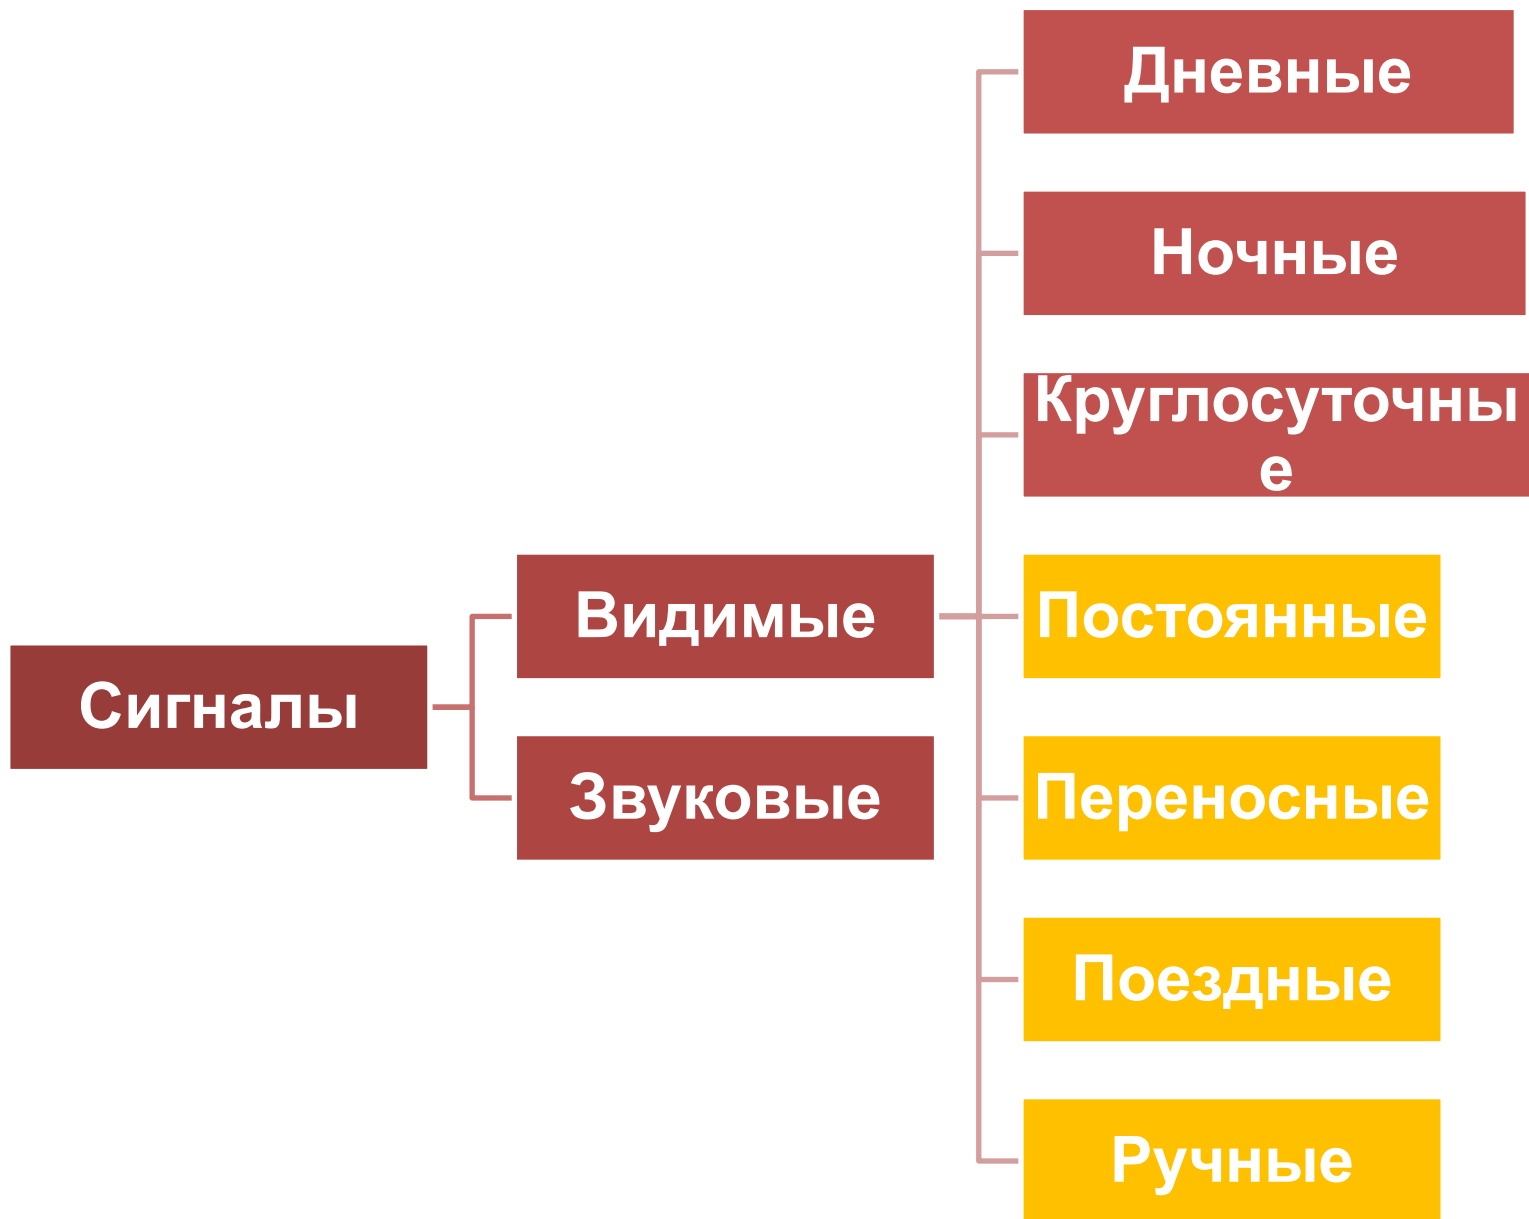 Дневные
Ночные
Круглосуточны
е
Видимые
Постоянные
Сигналы
Звуковые
Переносные
Поездные
Ручные